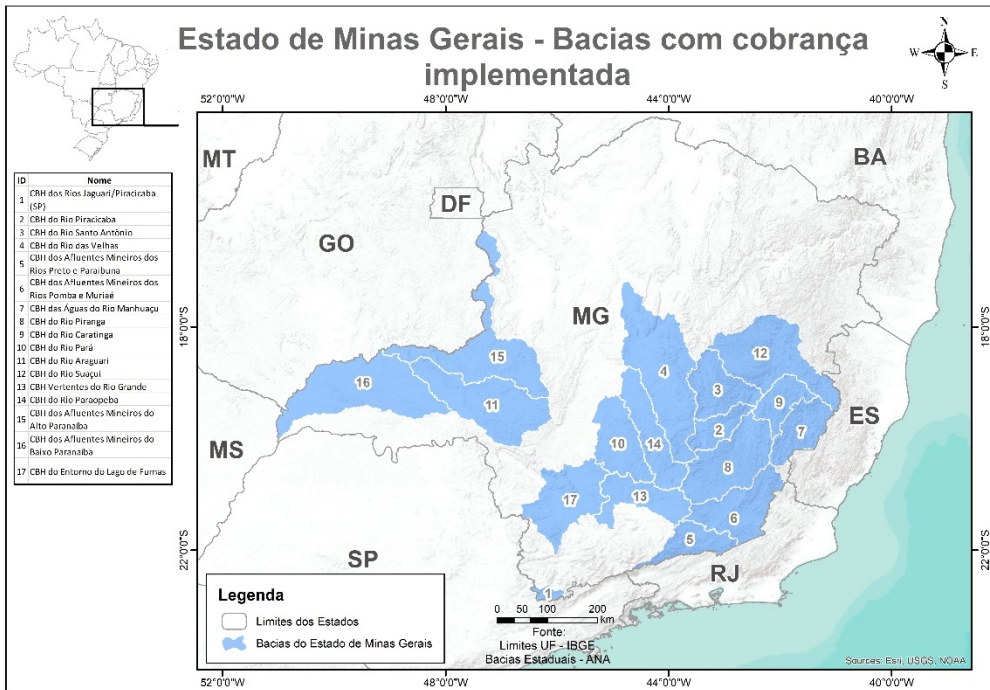 Estado de Minas Gerais - Bacias com cobrança
implementada
N
W E
S
52°0'0"W 48°0'0"W 44°0'0"W 40°0'0"W
ID Nome
1 CBH dos Rios Jaguari/Piracicaba
(SP)
2 CBH do Rio Piracicaba
3 CBH do Rio Santo Antônio
4 CBH do Rio das Velhas
5 CBH dos Afluentes Mineiros dos
Rios Preto e Paraibuna
6 CBH dos Afluentes Mineiros dos
Rios Pomba e Muriaé
7 CBH das Águas do Rio Manhuaçu
8 CBH do Rio Piranga
9 CBH do Rio Caratinga
10 CBH do Rio Pará
11 CBH do Rio Araguari
12 CBH do Rio Suaçuí
13 CBH Vertentes do Rio Grande
14 CBH do Rio Paraopeba
15 CBH dos Afluentes Mineiros do
Alto Paranaíba
16 CBH dos Afluentes Mineiros do
Baixo Paranaíba
17 CBH do Entorno do Lago de Furnas
MT
BA
DF
GO
MG
18°0'0"S
18°0'0"S
15
12
16
4
3
11
9
ES
MS
2
7
10
14
8
17
13
6
5
22°0'0"S
22°0'0"S
SP
RJ
1
Legenda
Limites dos Estados
Bacias do Estado de Minas Gerais
0 50 100 200
km
Fonte:
Limites UF - IBGE
Bacias Estaduais - ANA
Sources: Esri, USGS, NOAA
52°0'0"W 48°0'0"W 44°0'0"W 40°0'0"W